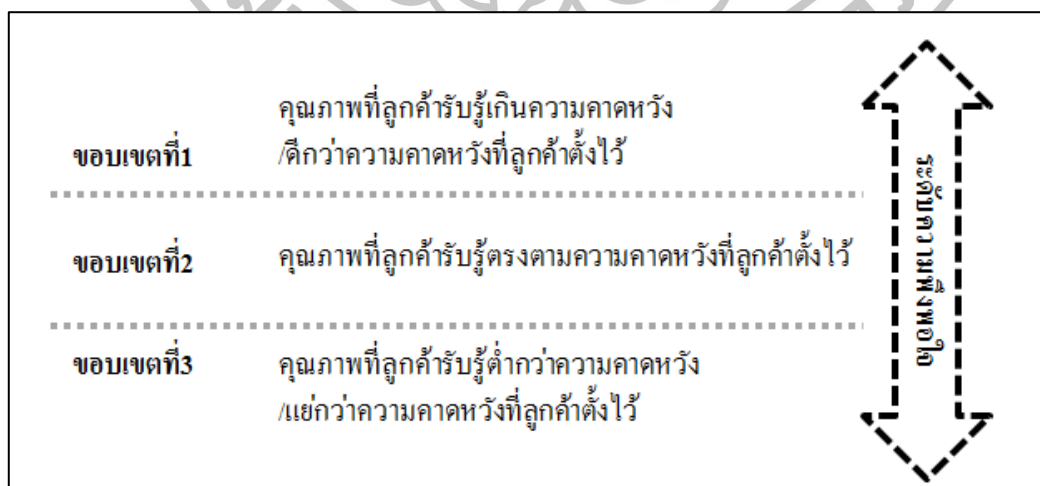 คุณภาพที่ลูกค้ารับรู้เกินความคาดหวัง
ขอบเขตที่1 /ดีกว่าความคาดหวังที่ลูกค้าตั้งไว้
ขอบเขตที่2 คุณภาพที่ลูกค้ารับรู้ตรงตามความคาดหวังที่ลูกค้าตั้งไว้
ขอบเขตที่3 คุณภาพที่ลูกค้ารับรู้ต่ำกว่าความคาดหวัง
/แย่กว่าความคาดหวังที่ลูกค้าตั้งไว้
ระดับความพึงพอใจ